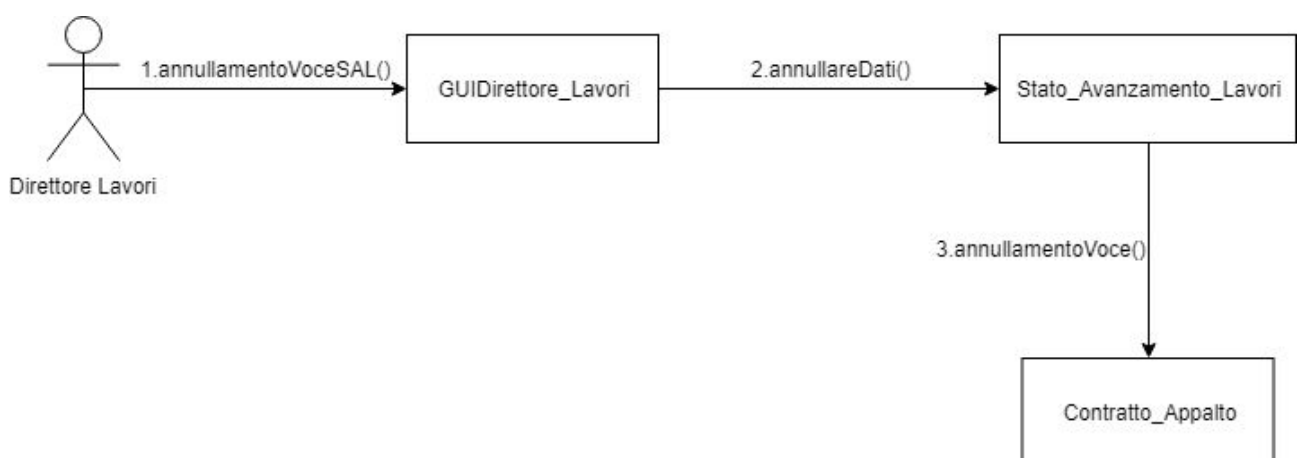 1.annullamentoVoceSAL()
GUIDirettore_Lavori
2.annullareDati()
Stato_Avanzamento_Lavori
Direttore Lavori
3.annullamentoVoce()
Contratto_Appalto